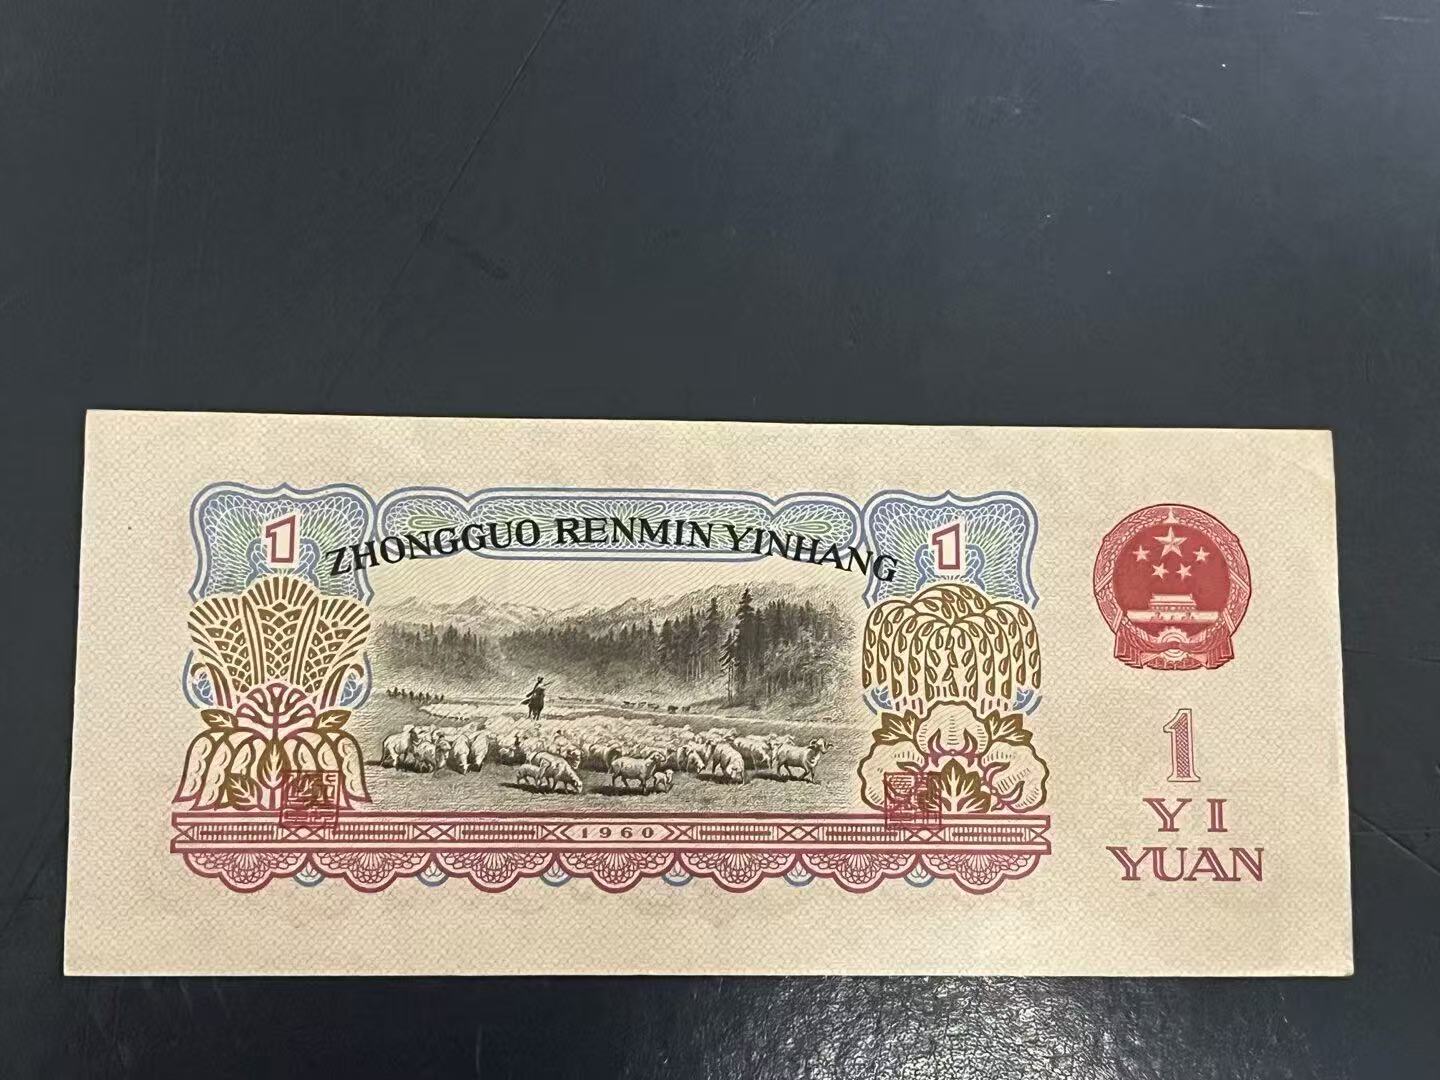 1
ZHONGGUO RENMIN YINHANG
1
1960
1
YI
YUAN